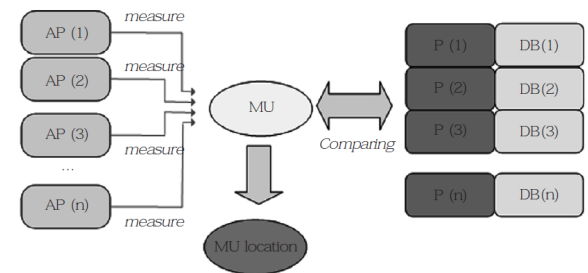 measure
AP (1)
measure
AP (2)
AP (3)
measure
...
AP (n)
measure
MU
Comparing
MU location
P (1) DB(1)
P (2) DB(2)
P (3) DB(3)
P (n) DB(n)